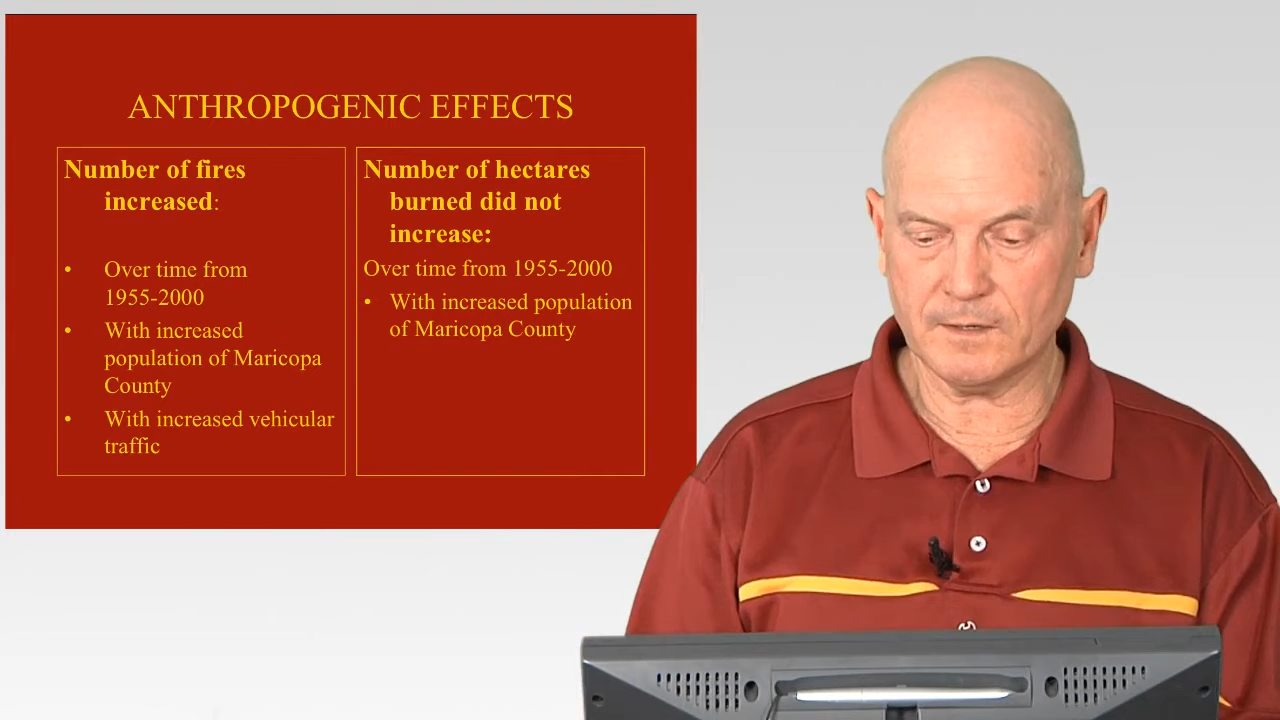 ANTHROPOGENIC EFFECTS
Number of fires
increased:
• Over time from
1955-2000
• With increased
population of Maricopa
County
• With increased vehicular
traffic
Number of hectares
burned did not
increase:
Over time from 1955-2000
• With increased population
of Maricopa County